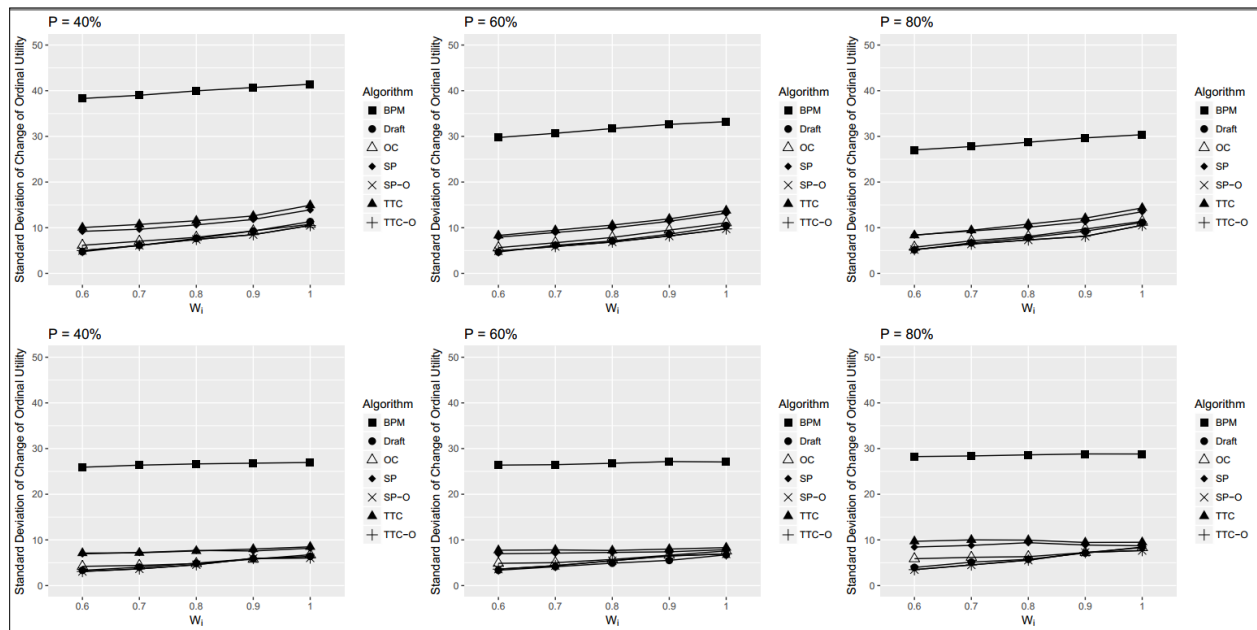 P = 40%
Standard Deviation of Change of Ordinal Utility
50
40
30
20
10
0
0.6 0.7 0.8 0.9 1
Wi
Algorithm
BPM
Draft
OC
SP
SP-O
TTC
TTC-O
P = 60%
Standard Deviation of Change of Ordinal Utility
50
40
30
20
10
0
0.6 0.7 0.8 0.9 1
Wi
Algorithm
BPM
Draft
OC
SP
SP-O
TTC
TTC-O
P = 80%
Standard Deviation of Change of Ordinal Utility
50
40
30
20
10
0
0.6 0.7 0.8 0.9 1
Wi
Algorithm
BPM
Draft
OC
SP
SP-O
TTC
TTC-O
P = 40%
Standard Deviation of Change of Ordinal Utility
50
40
30
20
10
0
0.6 0.7 0.8 0.9 1
Wi
Algorithm
BPM
Draft
OC
SP
SP-O
TTC
TTC-O
P = 60%
Standard Deviation of Change of Ordinal Utility
50
40
30
20
10
0
0.6 0.7 0.8 0.9 1
Wi
Algorithm
BPM
Draft
OC
SP
SP-O
TTC
TTC-O
P = 80%
Standard Deviation of Change of Ordinal Utility
50
40
30
20
10
0
0.6 0.7 0.8 0.9 1
Wi
Algorithm
BPM
Draft
OC
SP
SP-O
TTC
TTC-O